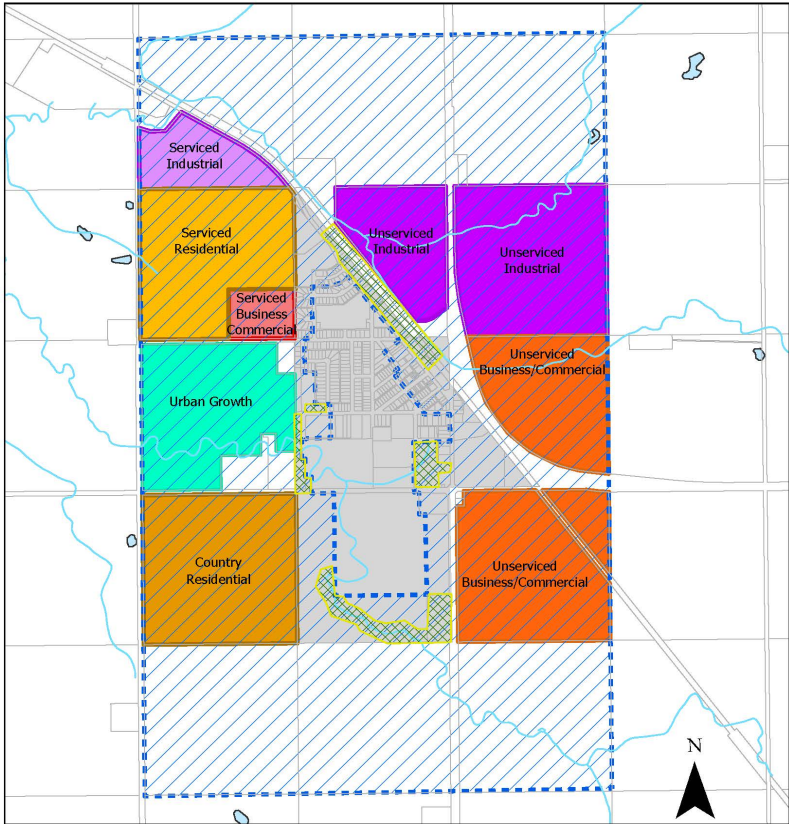 Serviced
Industrial
Serviced
Residential
Unserviced
Industrial
Unserviced
Industrial
Serviced
Business
Commercial
Unserviced
Business/Commercial
Urban Growth
Country
Residential
Unserviced
Business/Commercial
N